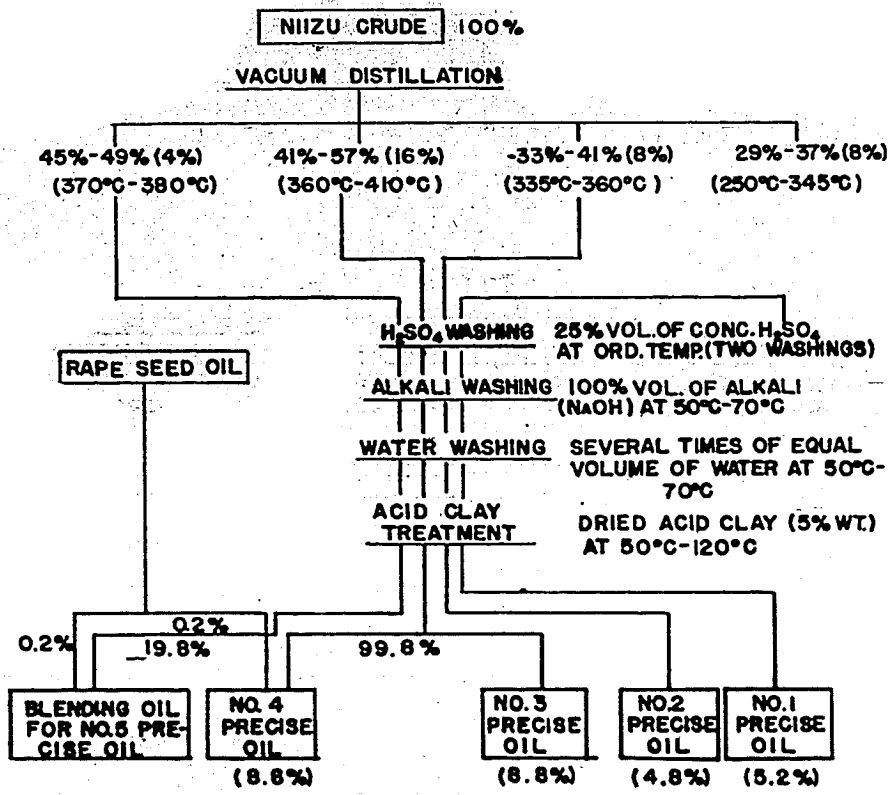 NIIZU CRUDE 100%
VACUUM DISTILLATION
45%-49% (4%)
(370°C-380°C)
41%-57% (16%)
(360°C-410°C)
-33%-41% (8%)
(335°C-360°C)
29%-37% (8%)
(250°C-345°C)
H2SO4 WASHING
25% VOL. OF CONC. H2SO4
AT ORD. TEMP. (TWO WASHINGS)
RAPE SEED OIL
ALKALI WASHING
100% VOL. OF ALKALI
(NAOH) AT 50°C-70°C
WATER WASHING
SEVERAL TIMES OF EQUAL
VOLUME OF WATER AT 50°C-
70°C
ACID CLAY
TREATMENT
DRIED ACID CLAY (5% WT.)
AT 50°C-120°C
0.2%
0.2%
19.8%
99.8%
BLENDING OIL
FOR NO.5 PRE-
CISE OIL
NO. 4
PRECISE
OIL
(8.8%)
NO. 3
PRECISE
OIL
(8.8%)
NO. 2
PRECISE
OIL
(4.8%)
NO. 1
PRECISE
OIL
(5.2%)